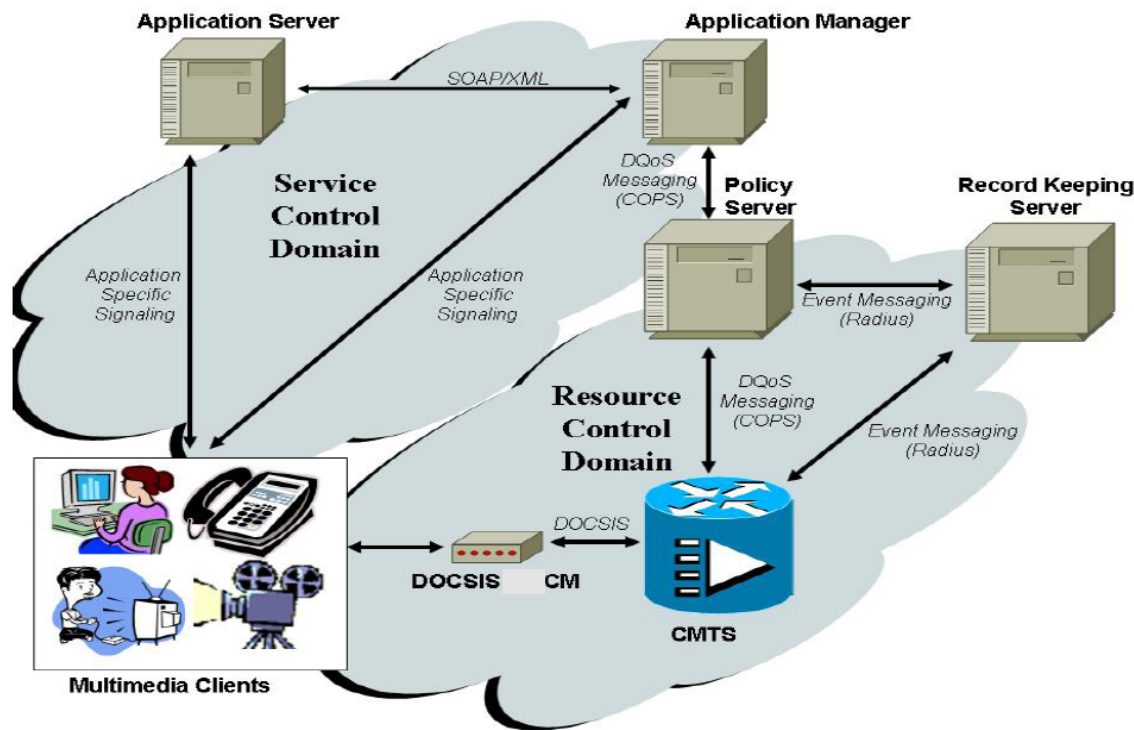 Application Server
Application Manager
SOAP/XML
DQoS
Messaging
(COPS)
Policy
Server
Record Keeping
Server
Service
Control
Domain
Application
Specific
Signaling
Application
Specific
Signaling
Event Messaging
(Radius)
Resource
Control
Domain
DQoS
Messaging
(COPS)
Event Messaging
(Radius)
DOCSIS
DOCSIS CM
CMTS
Multimedia Clients